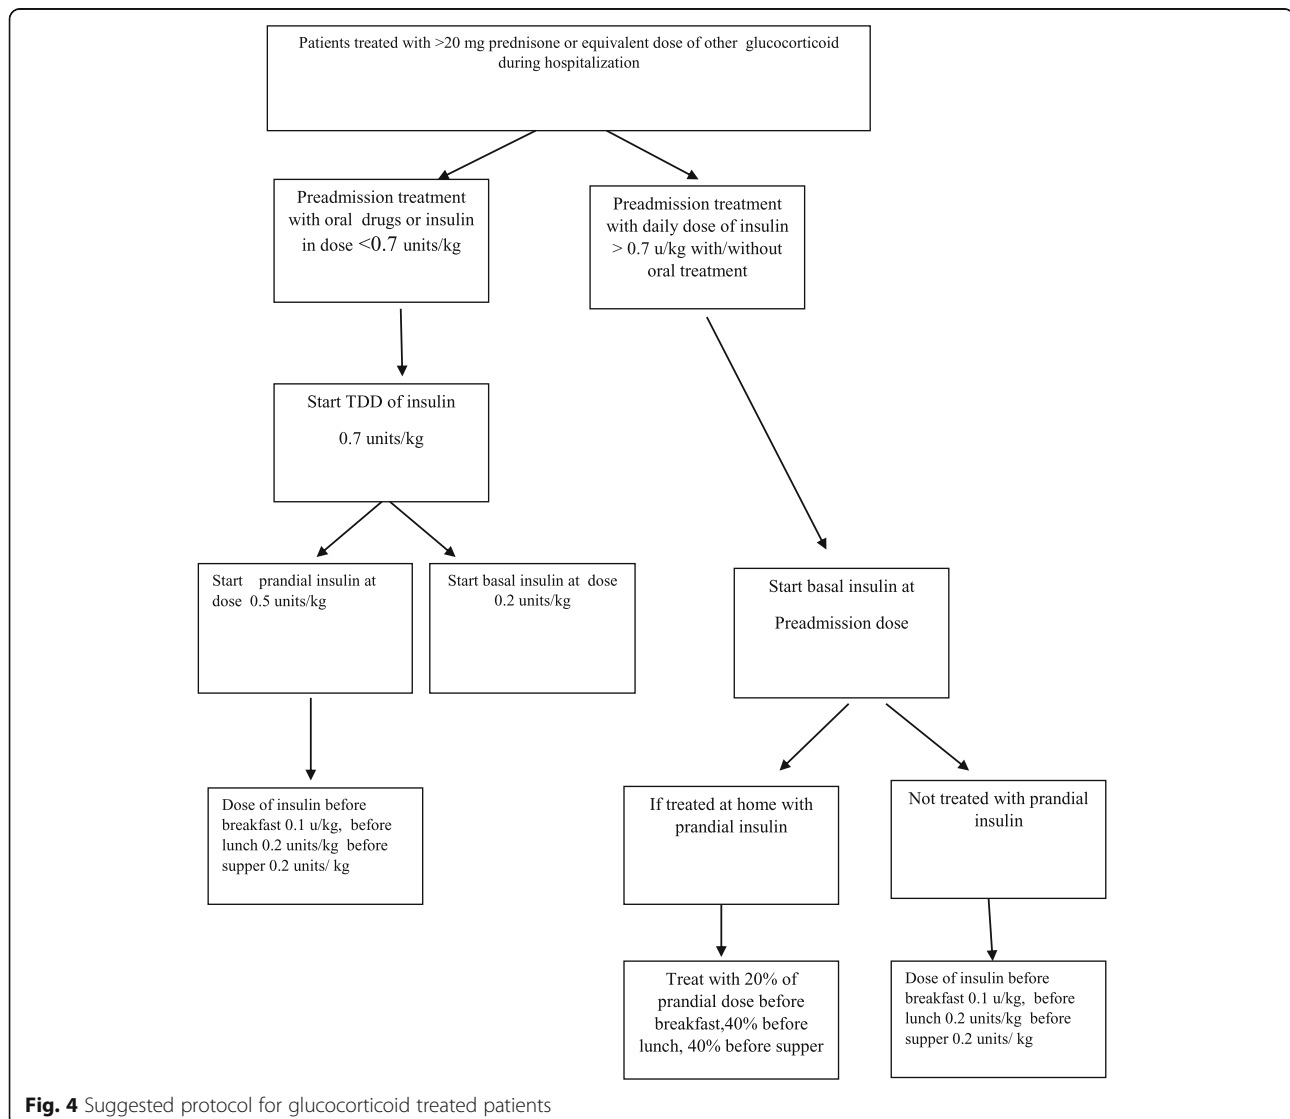 Patients treated with >20 mg prednisone or equivalent dose of other glucocorticoid
during hospitalization
Preadmission treatment
with oral drugs or insulin
in dose <0.7 units/kg
Preadmission treatment
with daily dose of insulin
> 0.7 u/kg with/without
oral treatment
Start TDD of insulin
0.7 units/kg
Start prandial insulin at
dose 0.5 units/kg
Start basal insulin at dose
0.2 units/kg
Start basal insulin at
Preadmission dose
Dose of insulin before
breakfast 0.1 u/kg, before
lunch 0.2 units/kg before
supper 0.2 units/ kg
If treated at home with
prandial insulin
Not treated with prandial
insulin
Treat with 20% of
prandial dose before
breakfast,40% before
lunch, 40% before supper
Dose of insulin before
breakfast 0.1 u/kg, before
lunch 0.2 units/kg before
supper 0.2 units/ kg
Fig. 4 Suggested protocol for glucocorticoid treated patients